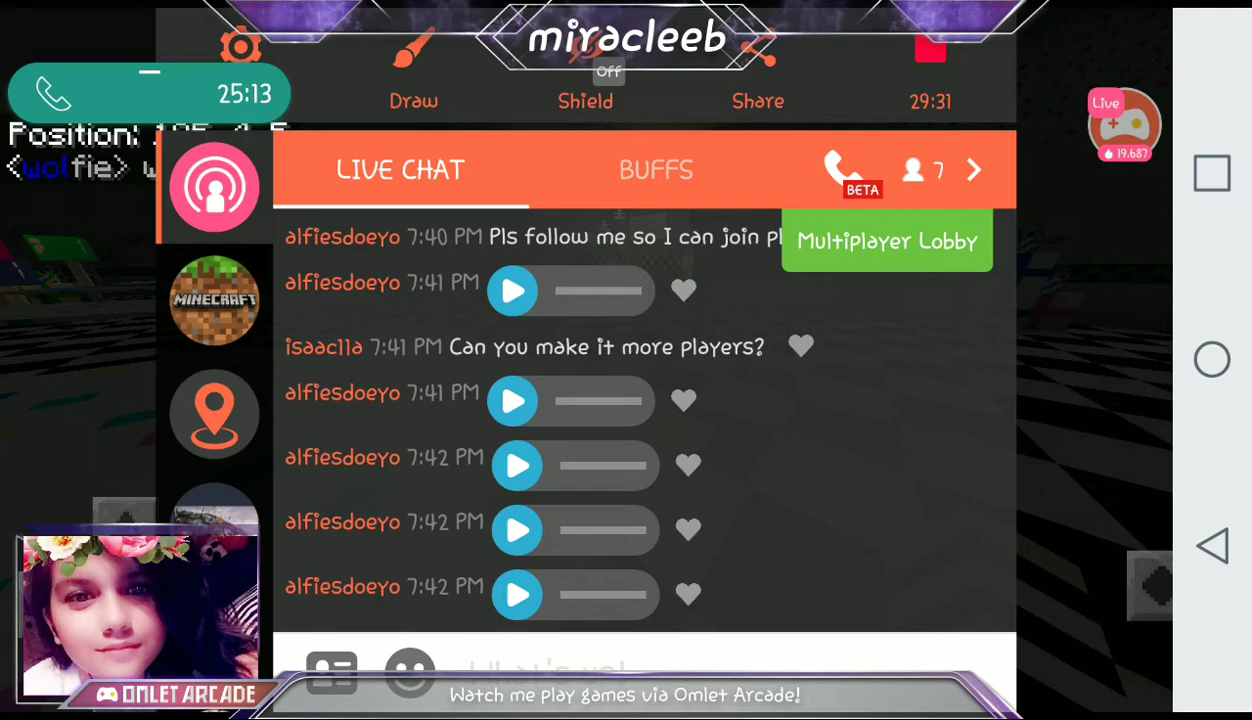 miracleeb
Off
25:13
Draw
Shield
Share
29:31
Live
19.687
Position:
<wolfie> w
LIVE CHAT
BUFFS
BETA
7
Multiplayer Lobby
alfiesdoeyo 7:40 PM Pls follow me so I can join pl
alfiesdoeyo 7:41 PM
MINECRAFT
isaac11a 7:41 PM Can you make it more players?
alfiesdoeyo 7:41 PM
alfiesdoeyo 7:42 PM
alfiesdoeyo 7:42 PM
alfiesdoeyo 7:42 PM
What's up!
OMLET ARCADE
Watch me play games via Omlet Arcade!